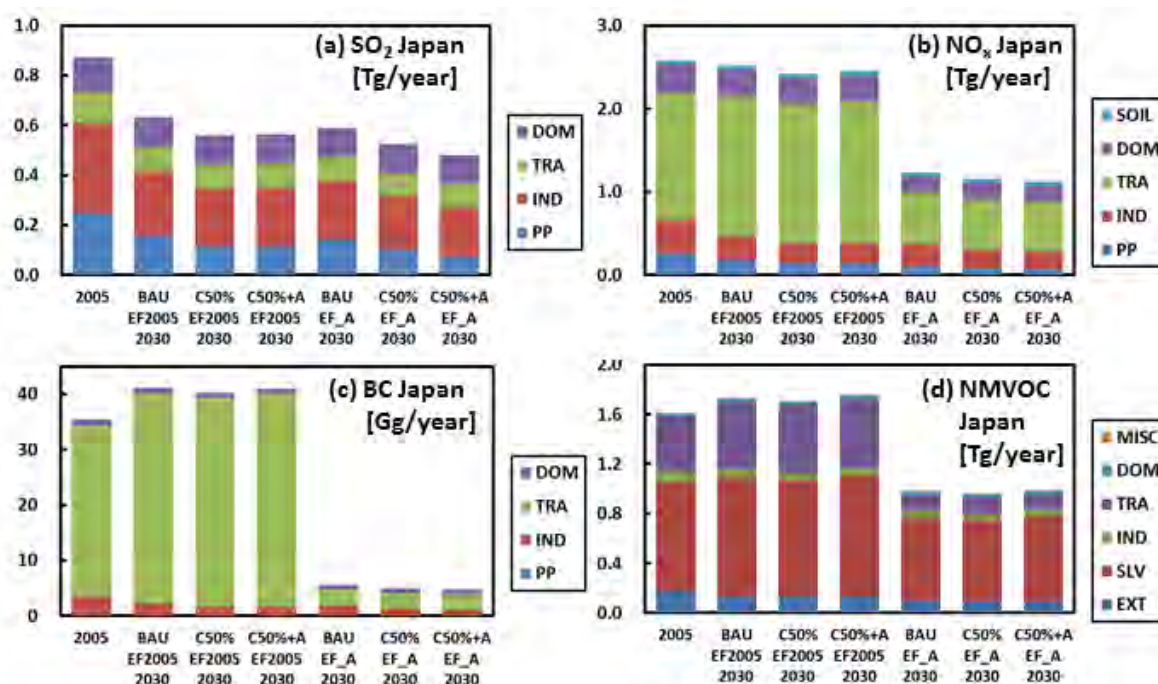 1.0
0.8
0.6
0.4
0.2
0.0
(a) SO2 Japan
[Tg/year]
DOM
TRA
IND
PP
2005 BAU C50% C50%+A BAU C50% C50%+A
EF2005 EF2005 EF2005 EF_A EF_A EF_A
2030 2030 2030 2030 2030 2030
3.0
2.0
1.0
0.0
(b) NOx Japan
[Tg/year]
SOIL
DOM
TRA
IND
PP
2005 BAU C50% C50%+A BAU C50% C50%+A
EF2005 EF2005 EF2005 EF_A EF_A EF_A
2030 2030 2030 2030 2030 2030
40
30
20
10
0
(c) BC Japan
[Gg/year]
DOM
TRA
IND
PP
2005 BAU C50% C50%+A BAU C50% C50%+A
EF2005 EF2005 EF2005 EF_A EF_A EF_A
2030 2030 2030 2030 2030 2030
2.0
1.6
1.2
0.8
0.4
0.0
(d) NMVOC
Japan
[Tg/year]
MISC
DOM
TRA
IND
SLV
EXT
2005 BAU C50% C50%+A BAU C50% C50%+A
EF2005 EF2005 EF2005 EF_A EF_A EF_A
2030 2030 2030 2030 2030 2030